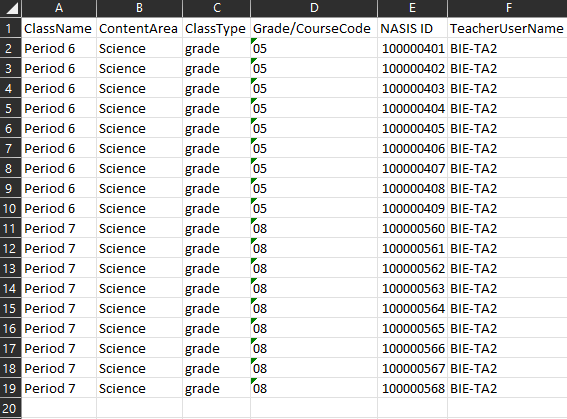 A B C D E F
1 ClassName ContentArea ClassType Grade/CourseCode NASIS ID TeacherUserName
2 Period 6 Science grade 05 100000401 BIE-TA2
3 Period 6 Science grade 05 100000402 BIE-TA2
4 Period 6 Science grade 05 100000403 BIE-TA2
5 Period 6 Science grade 05 100000404 BIE-TA2
6 Period 6 Science grade 05 100000405 BIE-TA2
7 Period 6 Science grade 05 100000406 BIE-TA2
8 Period 6 Science grade 05 100000407 BIE-TA2
9 Period 6 Science grade 05 100000408 BIE-TA2
10 Period 6 Science grade 05 100000409 BIE-TA2
11 Period 7 Science grade 08 100000560 BIE-TA2
12 Period 7 Science grade 08 100000561 BIE-TA2
13 Period 7 Science grade 08 100000562 BIE-TA2
14 Period 7 Science grade 08 100000563 BIE-TA2
15 Period 7 Science grade 08 100000564 BIE-TA2
16 Period 7 Science grade 08 100000565 BIE-TA2
17 Period 7 Science grade 08 100000566 BIE-TA2
18 Period 7 Science grade 08 100000567 BIE-TA2
19 Period 7 Science grade 08 100000568 BIE-TA2
20